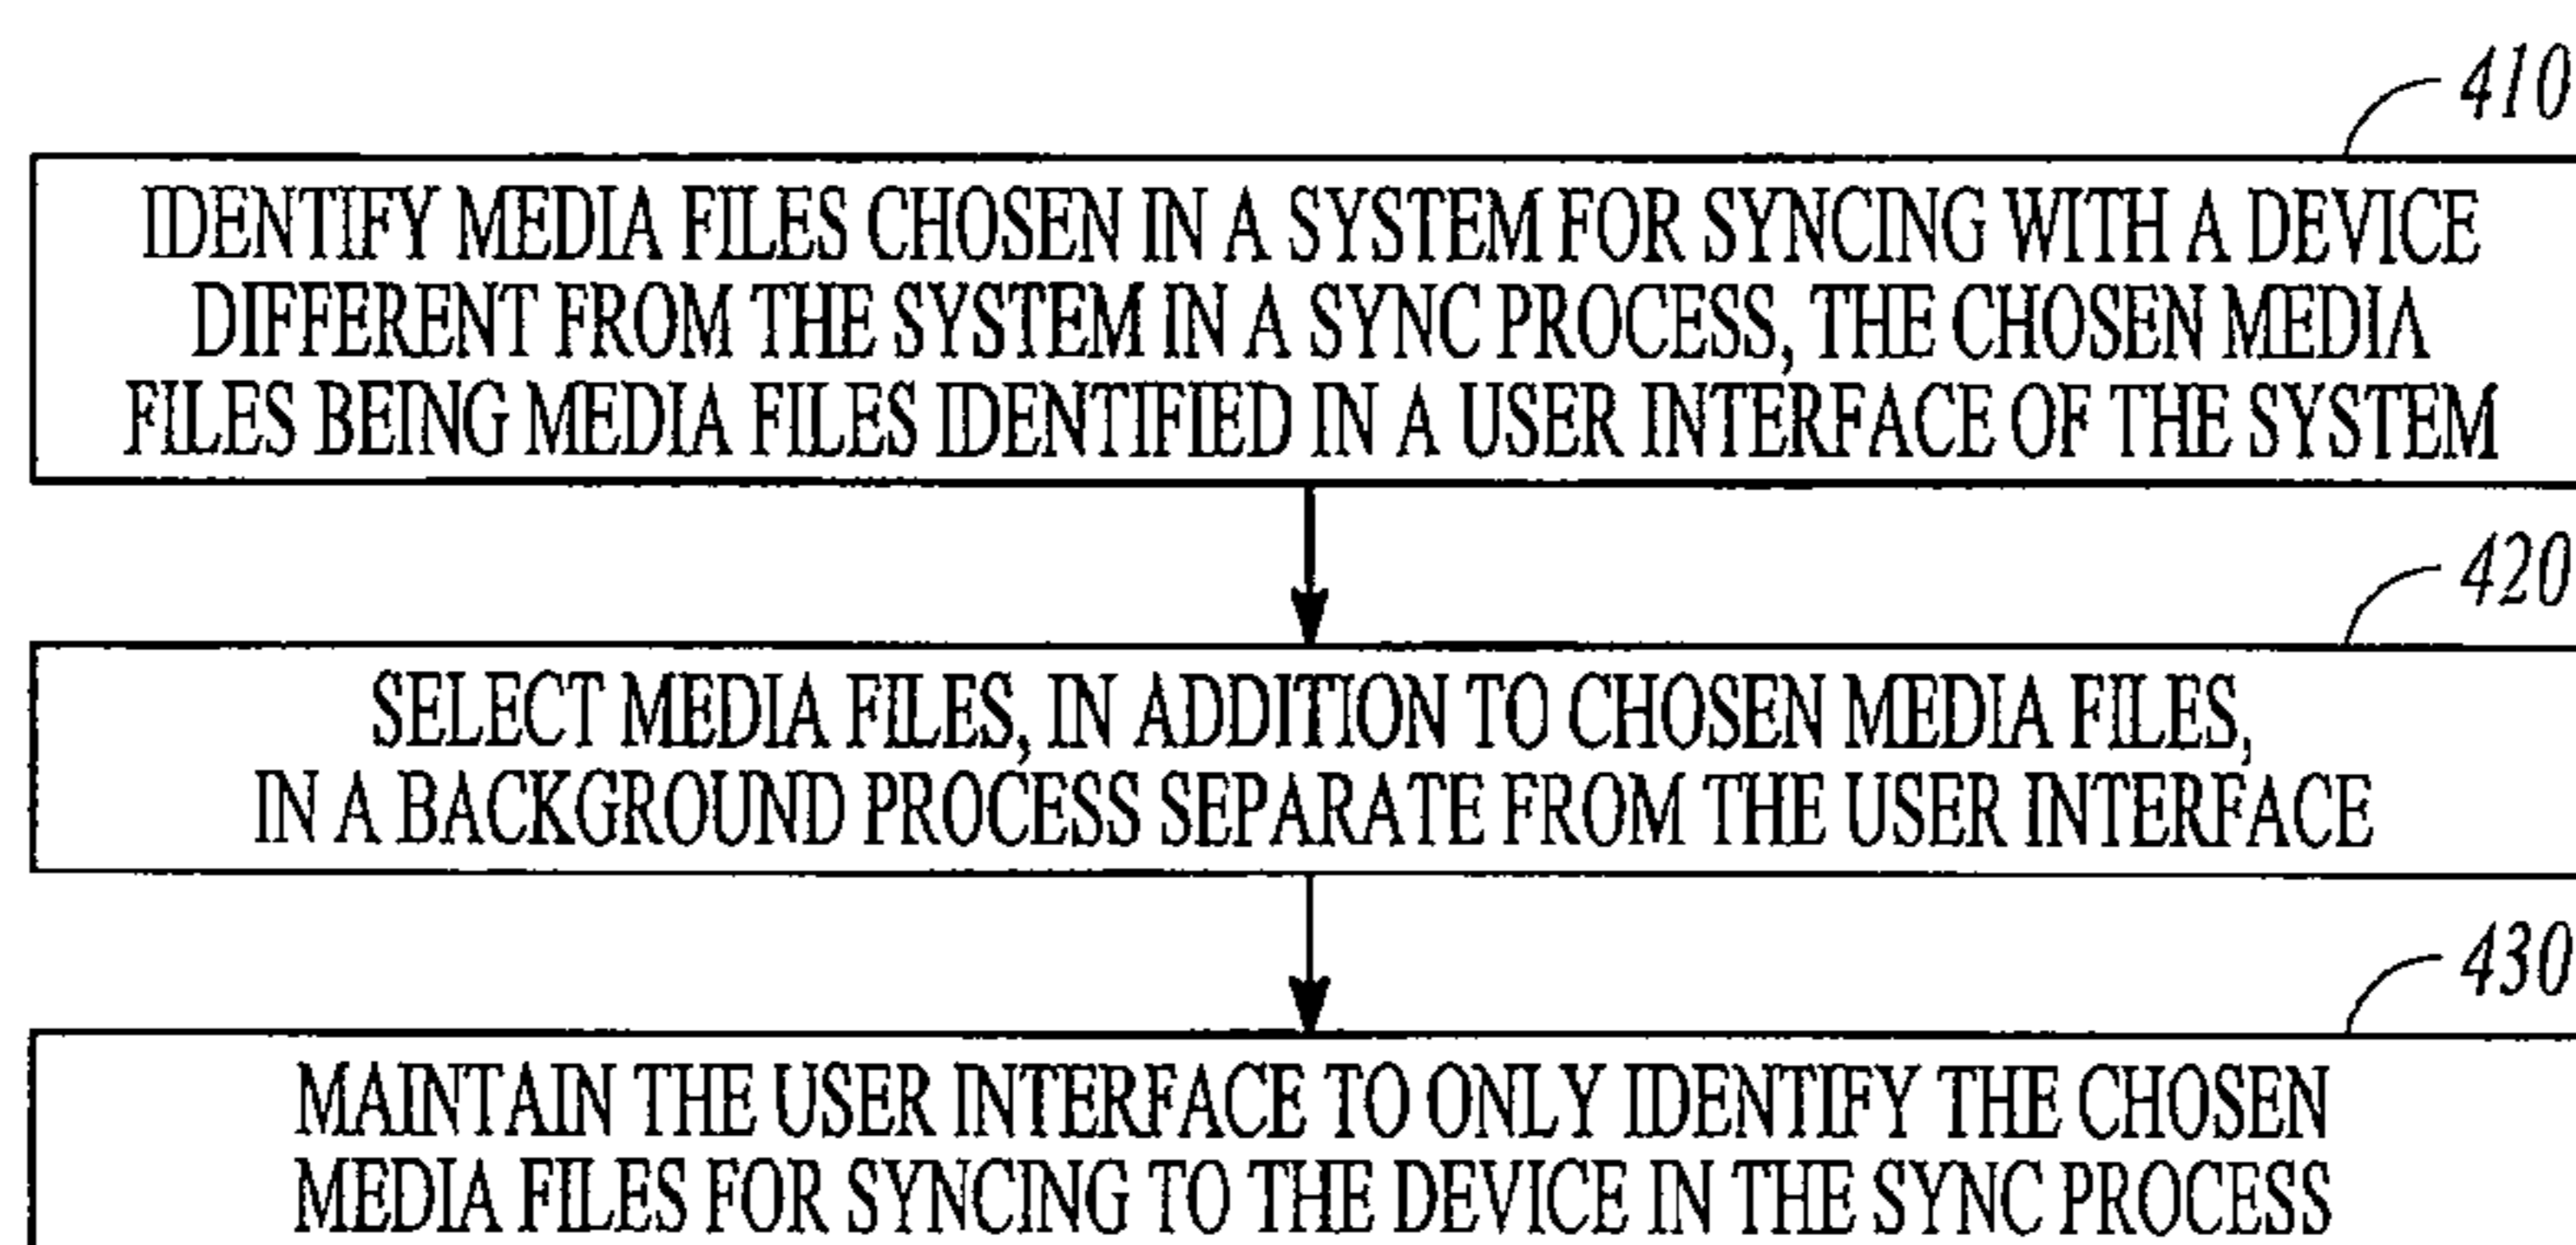 410
IDENTIFY MEDIA FILES CHOSEN IN A SYSTEM FOR SYNCING WITH A DEVICE
DIFFERENT FROM THE SYSTEM IN A SYNC PROCESS, THE CHOSEN MEDIA
FILES BEING MEDIA FILES IDENTIFIED IN A USER INTERFACE OF THE SYSTEM
420
SELECT MEDIA FILES, IN ADDITION TO CHOSEN MEDIA FILES,
IN A BACKGROUND PROCESS SEPARATE FROM THE USER INTERFACE
430
MAINTAIN THE USER INTERFACE TO ONLY IDENTIFY THE CHOSEN
MEDIA FILES FOR SYNCING TO THE DEVICE IN THE SYNC PROCESS